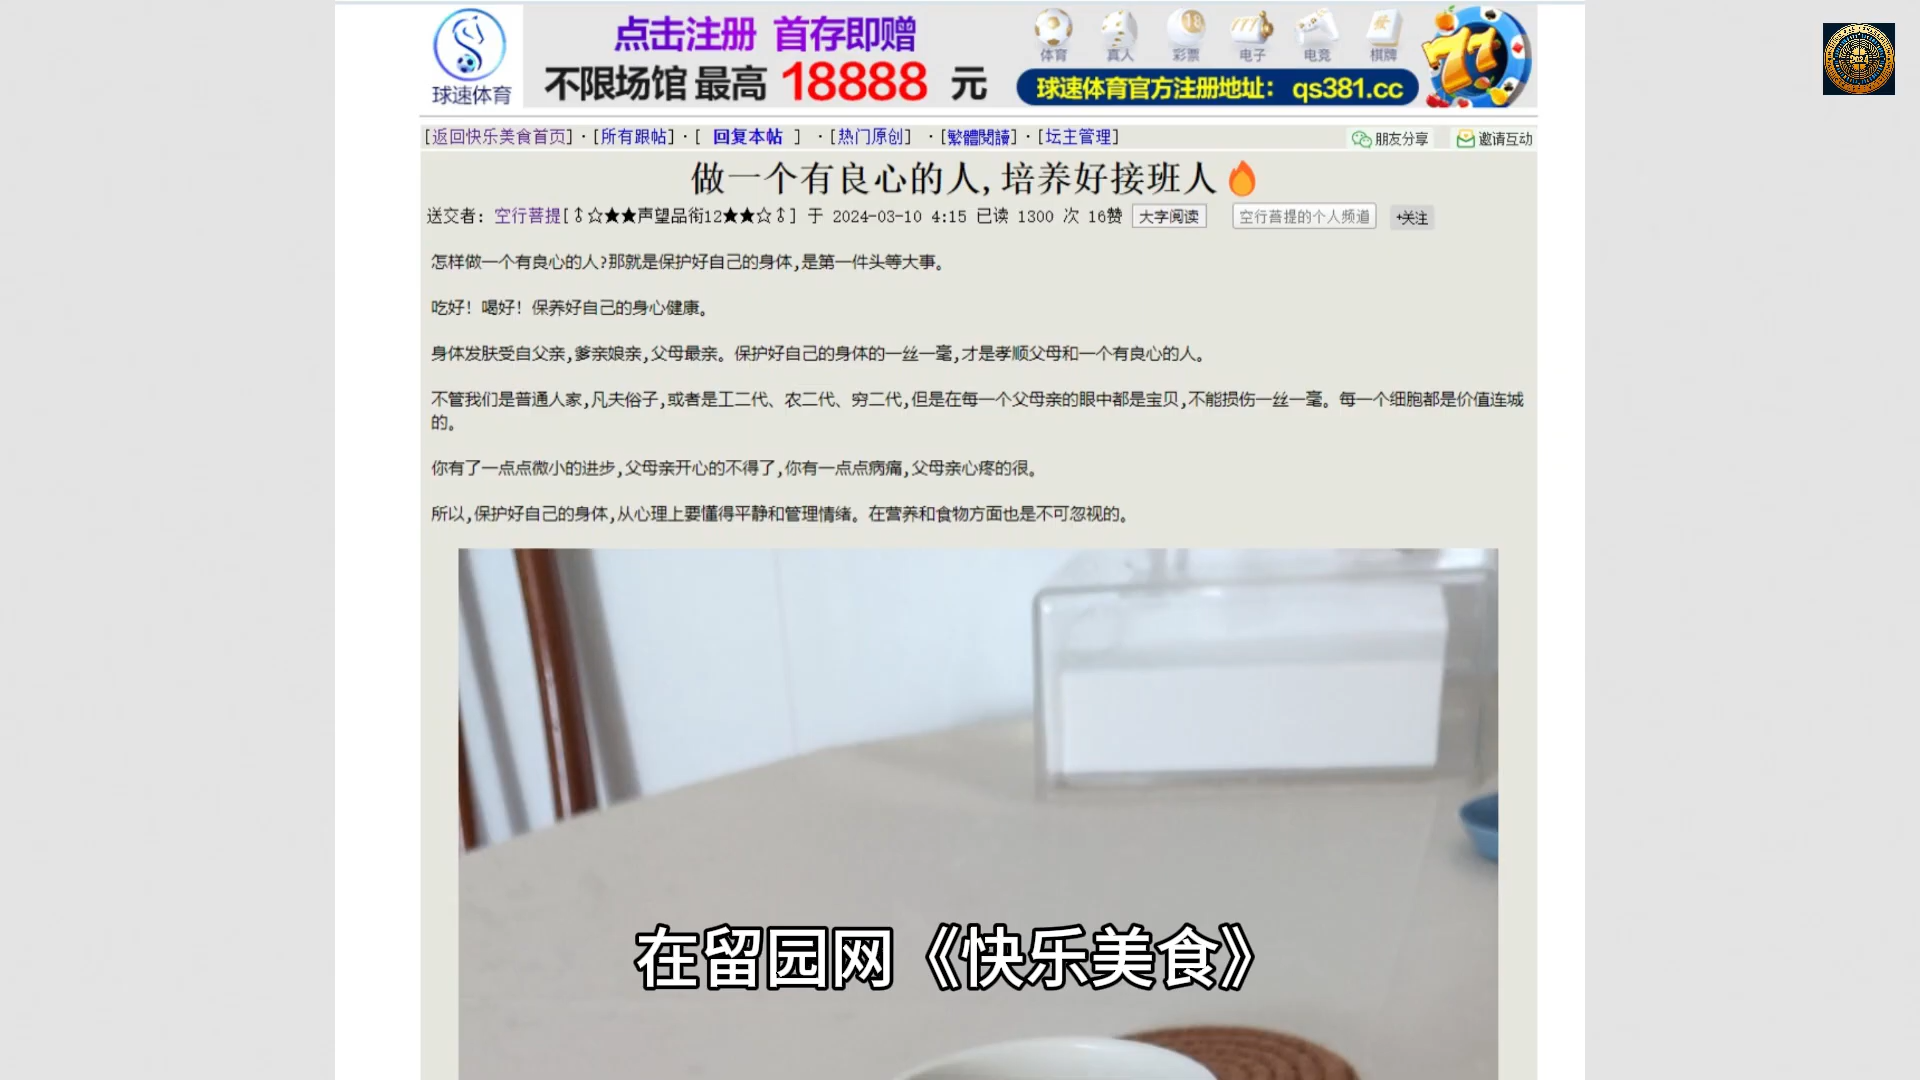 点击注册 首存即赠
不限场馆 最高 18888 元
球速体育
体育 真人 彩票 电子 电竞 棋牌
球速体育官方注册地址： qs381.cc
77
[返回快乐美食首页]·[所有跟帖]·[ 回复本帖 ] ·[热门原创] ·[繁體閱讀]·[坛主管理]
朋友分享 邀请互动
做一个有良心的人,培养好接班人🔥
送交者: 空行菩提[⇧☆★★声望品衔12★★☆⇧] 于 2024-03-10 4:15 已读 1300 次 16赞 大字阅读 空行菩提的个人频道 +关注
怎样做一个有良心的人?那就是保护好自己的身体,是第一件头等大事。
吃好! 喝好! 保养好自己的身心健康。
身体发肤受自父亲,爹亲娘亲,父母最亲。保护好自己的身体的一丝一毫,才是孝顺父母和一个有良心的人。
不管我们是普通人家,凡夫俗子,或者是工二代、农二代、穷二代,但是在每一个父母亲的眼中都是宝贝,不能损伤一丝一毫。每一个细胞都是价值连城
的。
你有了一点点微小的进步,父母亲开心的不得了,你有一点点病痛,父母亲心疼的很。
所以,保护好自己的身体,从心理上要懂得平静和管理情绪。在营养和食物方面也是不可忽视的。
在留园网《快乐美食》